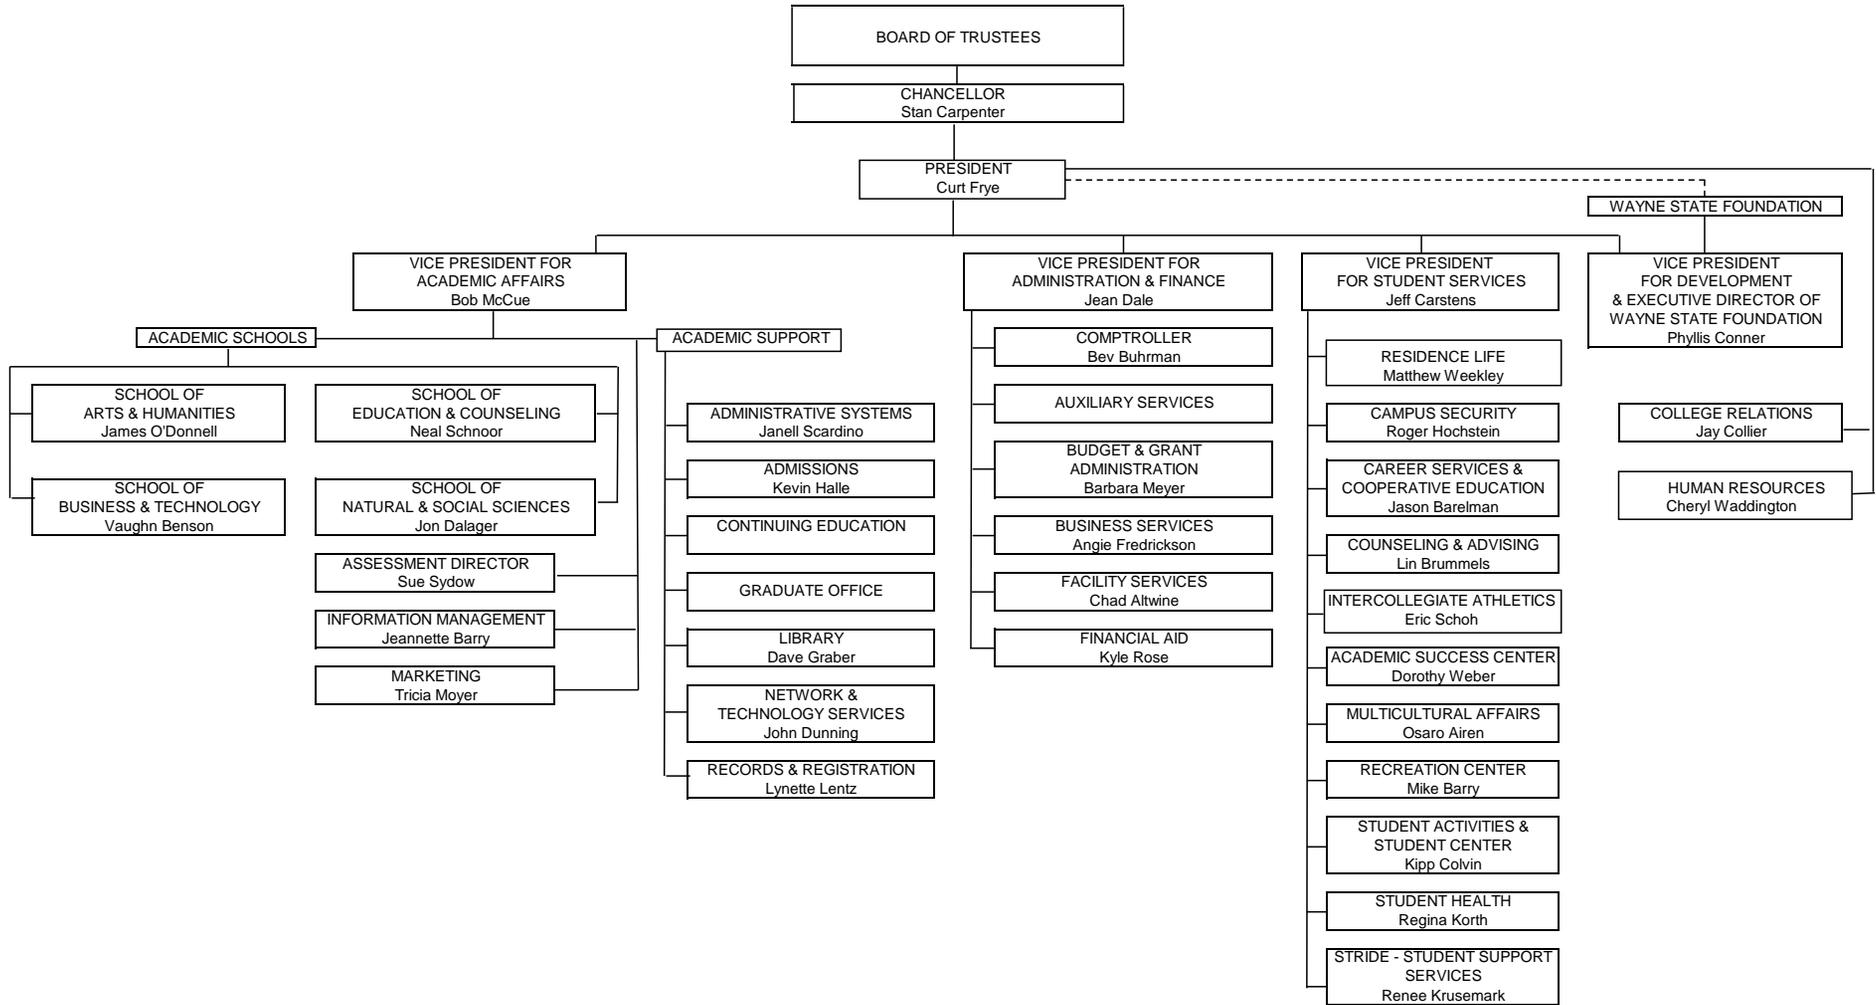 BOARD OF TRUSTEES
CHANCELLOR
Stan Carpenter
PRESIDENT
Curt Frye
WAYNE STATE FOUNDATION
VICE PRESIDENT FOR
ACADEMIC AFFAIRS
Bob McCue
VICE PRESIDENT FOR
ADMINISTRATION & FINANCE
Jean Dale
VICE PRESIDENT
FOR STUDENT SERVICES
Jeff Carstens
VICE PRESIDENT
FOR DEVELOPMENT
& EXECUTIVE DIRECTOR OF
WAYNE STATE FOUNDATION
Phyllis Conner
ACADEMIC SCHOOLS
SCHOOL OF
ARTS & HUMANITIES
James O'Donnell
SCHOOL OF
EDUCATION & COUNSELING
Neal Schnoor
SCHOOL OF
BUSINESS & TECHNOLOGY
Vaughn Benson
SCHOOL OF
NATURAL & SOCIAL SCIENCES
Jon Dalager
ASSESSMENT DIRECTOR
Sue Sydow
INFORMATION MANAGEMENT
Jeannette Barry
MARKETING
Tricia Moyer
ACADEMIC SUPPORT
ADMINISTRATIVE SYSTEMS
Janell Scardino
ADMISSIONS
Kevin Halle
CONTINUING EDUCATION
GRADUATE OFFICE
LIBRARY
Dave Graber
NETWORK &
TECHNOLOGY SERVICES
John Dunning
RECORDS & REGISTRATION
Lynette Lentz
COMPTROLLER
Bev Buhrman
AUXILIARY SERVICES
BUDGET & GRANT
ADMINISTRATION
Barbara Meyer
BUSINESS SERVICES
Angie Fredrickson
FACILITY SERVICES
Chad Altwine
FINANCIAL AID
Kyle Rose
RESIDENCE LIFE
Matthew Weekley
CAMPUS SECURITY
Roger Hochstein
CAREER SERVICES &
COOPERATIVE EDUCATION
Jason Barelman
COUNSELING & ADVISING
Lin Brummels
INTERCOLLEGIATE ATHLETICS
Eric Schoh
ACADEMIC SUCCESS CENTER
Dorothy Weber
MULTICULTURAL AFFAIRS
Osaro Airen
RECREATION CENTER
Mike Barry
STUDENT ACTIVITIES &
STUDENT CENTER
Kipp Colvin
STUDENT HEALTH
Regina Korth
STRIDE - STUDENT SUPPORT
SERVICES
Renee Krusemark
COLLEGE RELATIONS
Jay Collier
HUMAN RESOURCES
Cheryl Waddington